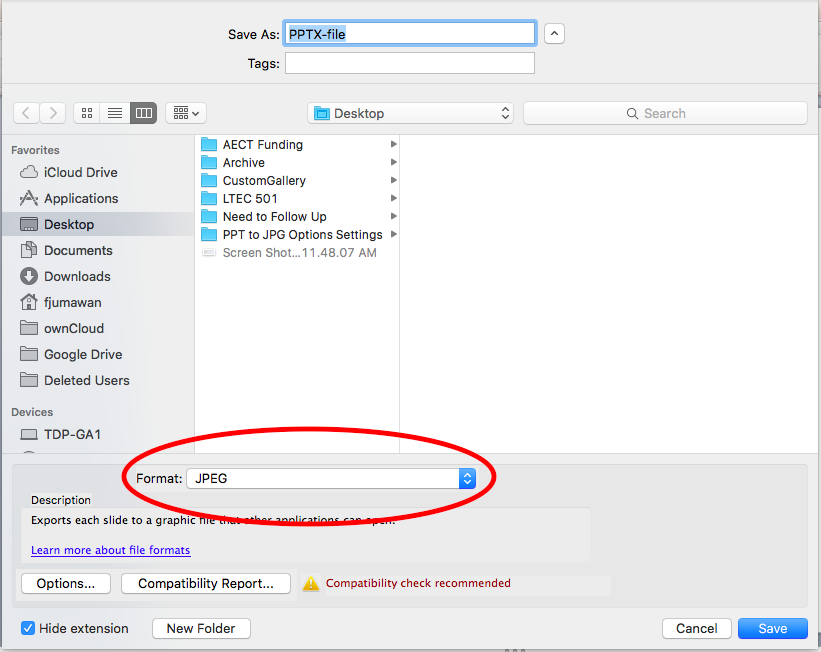 Save As: PPTX-file
Tags:
Desktop
Search
Favorites
iCloud Drive
Applications
Desktop
Documents
Downloads
fjumawan
ownCloud
Google Drive
Deleted Users
Devices
TDP-GA1
AECT Funding
Archive
CustomGallery
LTEC 501
Need to Follow Up
PPT to JPG Options Settings
Screen Shot...11.48.07 AM
Format: JPEG
Description
Exports each slide to a graphic file that other applications can open.
Learn more about file formats
Options... Compatibility Report... Compatibility check recommended
Hide extension New Folder Cancel Save